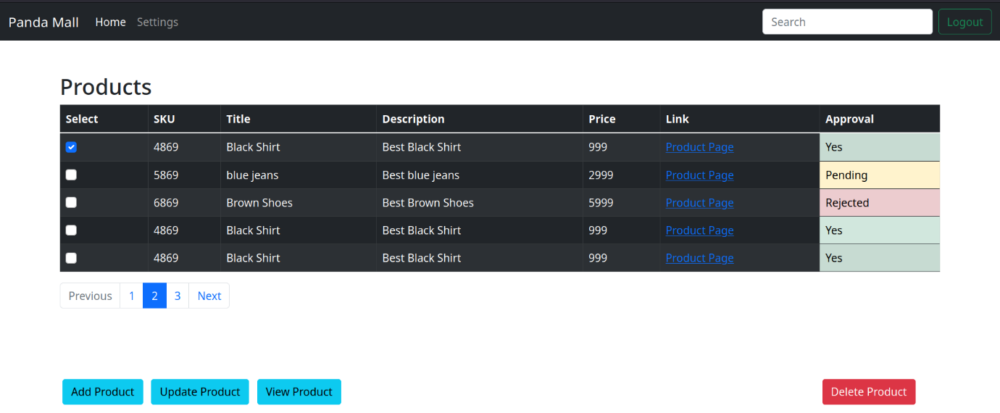 Panda Mall Home Settings Search Logout
Products
Select SKU Title Description Price Link Approval
4869 Black Shirt Best Black Shirt 999 Product Page Yes
5869 blue jeans Best blue jeans 2999 Product Page Pending
6869 Brown Shoes Best Brown Shoes 5999 Product Page Rejected
4869 Black Shirt Best Black Shirt 999 Product Page Yes
4869 Black Shirt Best Black Shirt 999 Product Page Yes
Previous 1 2 3 Next
Add Product Update Product View Product Delete Product